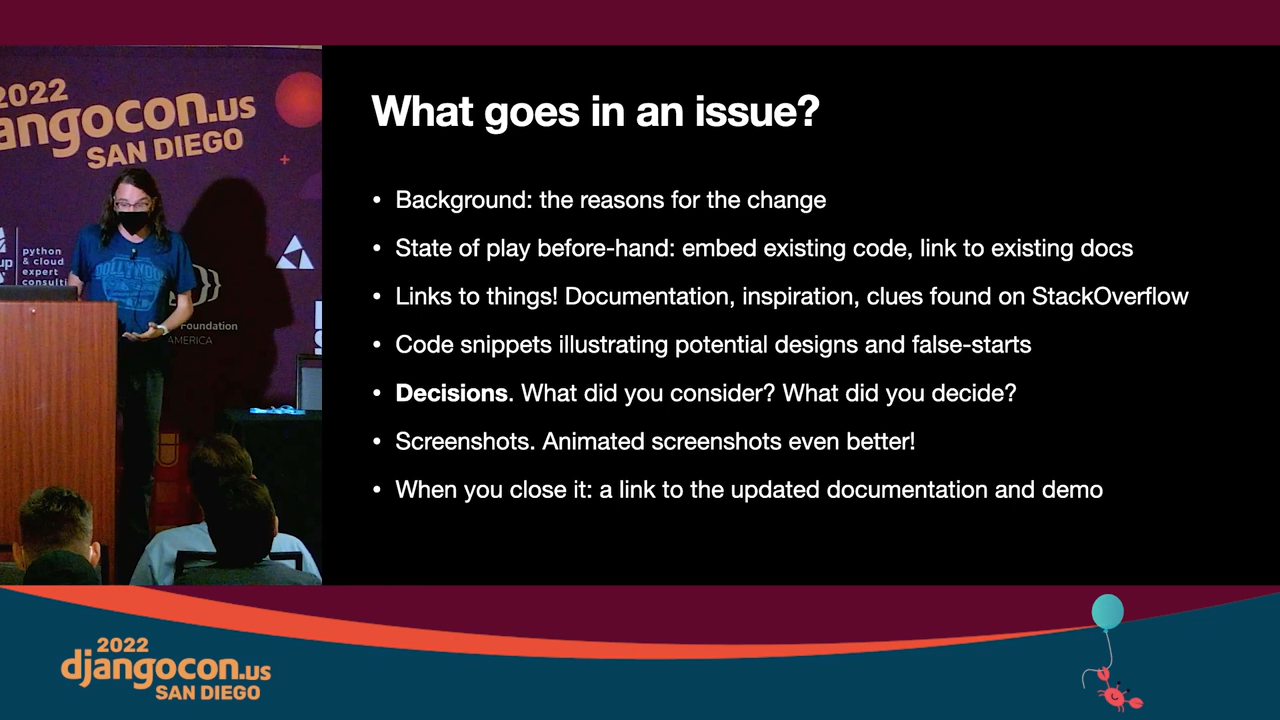 2022
djangocon.us
SAN DIEGO
python
& cloud
expert
Foundation
AMERICA
What goes in an issue?
• Background: the reasons for the change
• State of play before-hand: embed existing code, link to existing docs
• Links to things! Documentation, inspiration, clues found on StackOverflow
• Code snippets illustrating potential designs and false-starts
• Decisions. What did you consider? What did you decide?
• Screenshots. Animated screenshots even better!
• When you close it: a link to the updated documentation and demo
2022
djangocon.us
SAN DIEGO